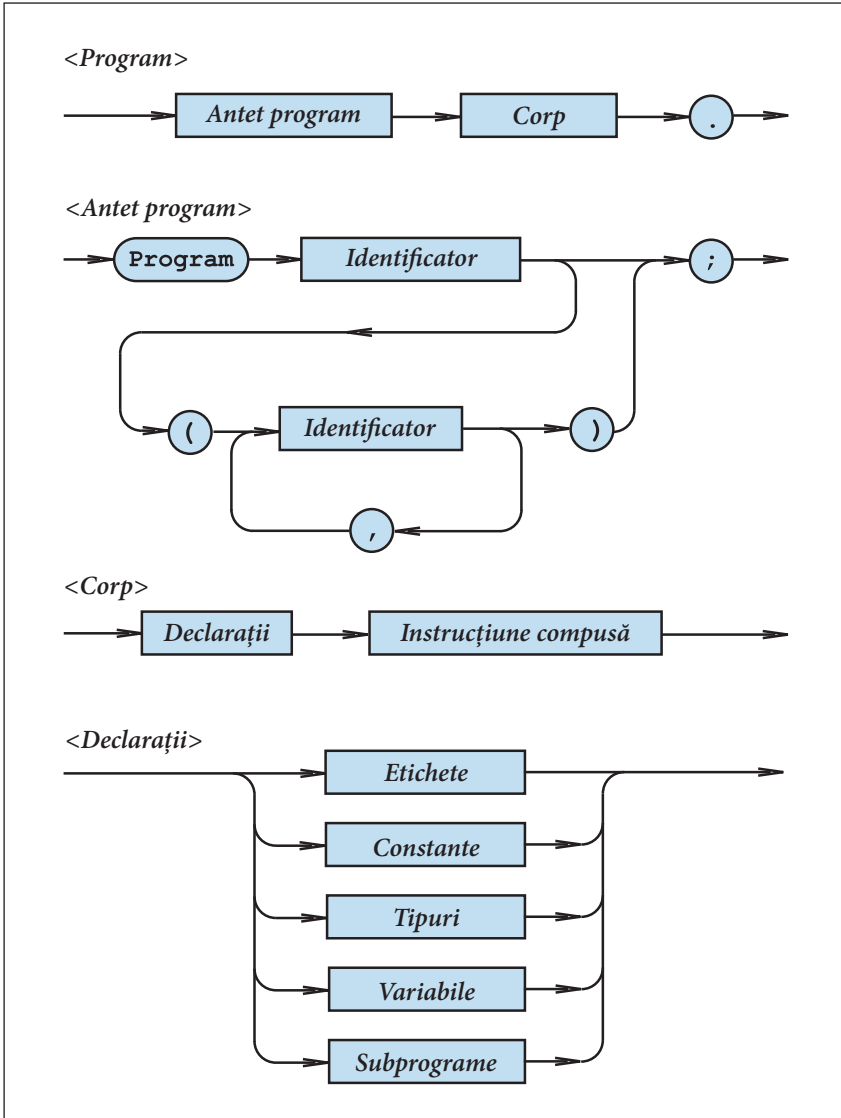 <Program>
Antet program Corp .
<Antet program>
Program Identificator ;
( Identificator )
,
<Corp>
Declarații Instrucțiune compusă
<Declarații>
Etichete
Constante
Tipuri
Variabile
Subprograme